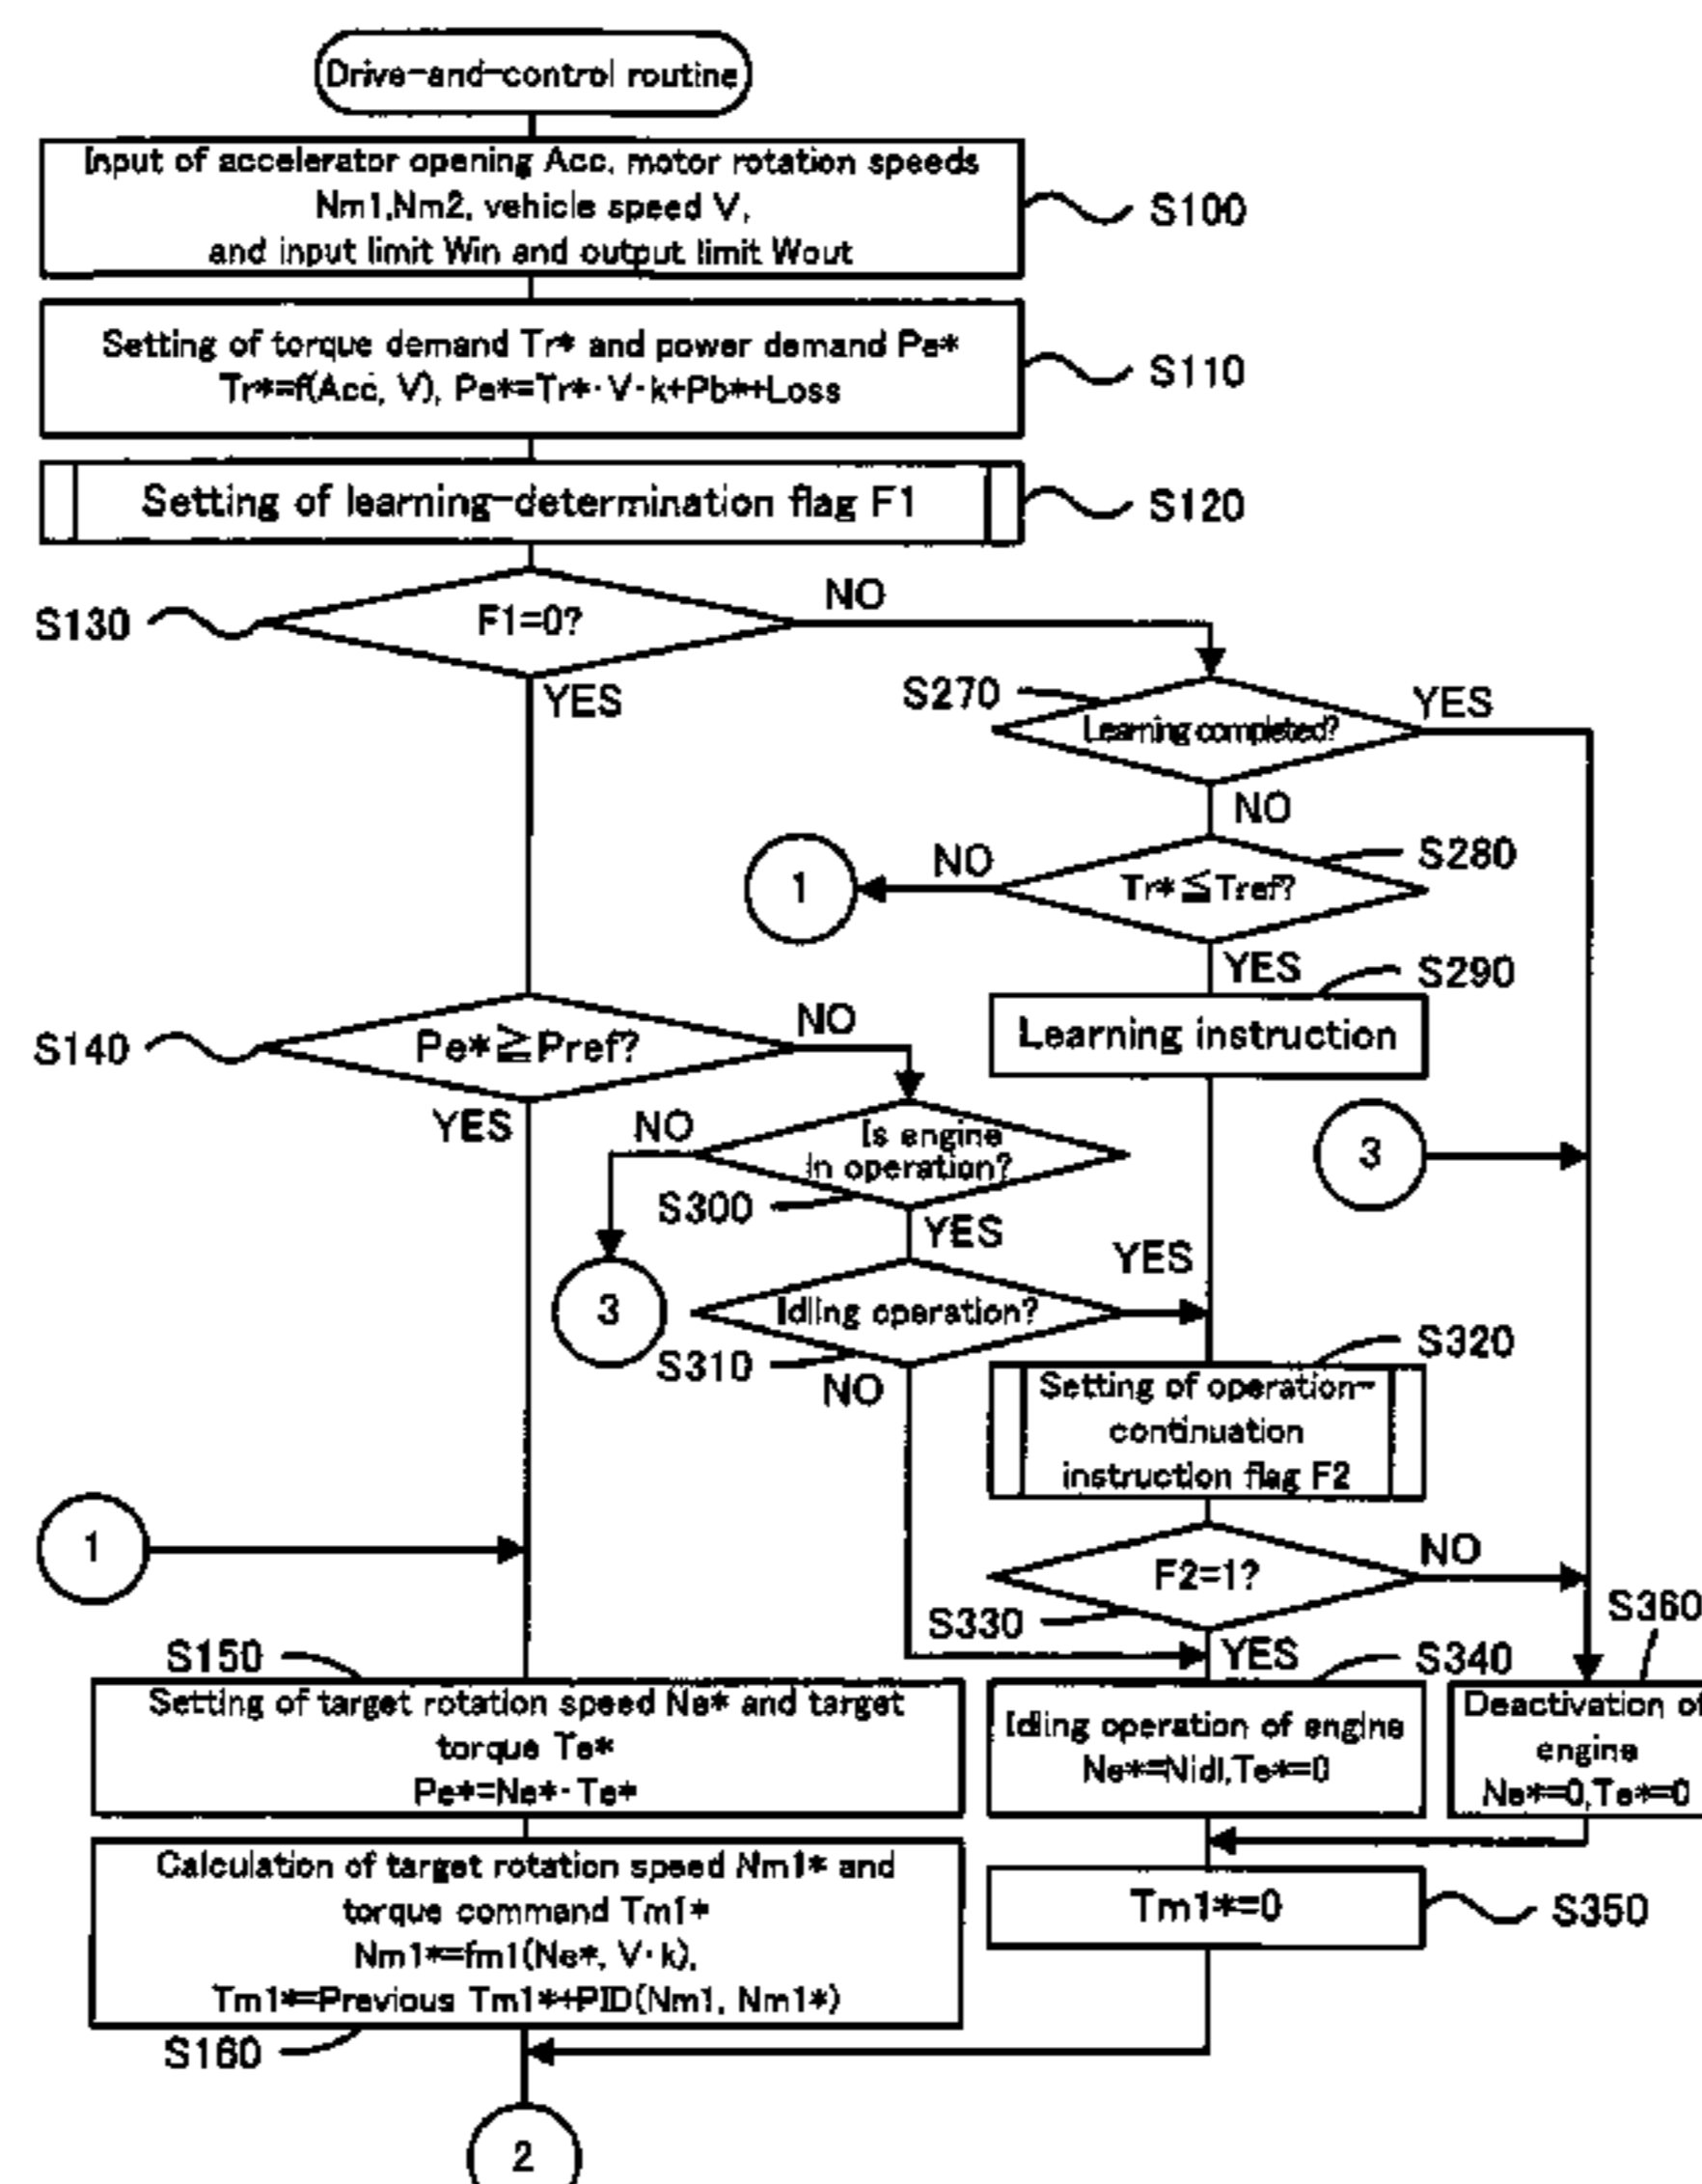 Drive-and-control routine
Input of accelerator opening Acc, motor rotation speeds
Nm1,Nm2, vehicle speed V,
and input limit Win and output limit Wout
S100
Setting of torque demand Tr* and power demand Pe*
Tr*=f(Acc, V), Pe*=Tr*·V·k+Pb*+Loss
S110
Setting of learning-determination flag F1
S120
S130
F1=0?
NO
YES
S270
Learning completed?
YES
NO
S280
Tr*≦Tref?
NO
1
YES
S290
Learning instruction
S140
Pe*≧Pref?
NO
YES
Is engine
in operation?
NO
S300
YES
3
3
Idling operation?
YES
S310
NO
S320
Setting of operation-
continuation
instruction flag F2
1
F2=1?
NO
S330
YES
S360
S150
Setting of target rotation speed Ne* and target
torque Te*
Pe*=Ne*·Te*
S340
Idling operation of engine
Ne*=Nidl,Te*=0
Deactivation of
engine
Ne*=0,Te*=0
Calculation of target rotation speed Nm1* and
torque command Tm1*
Nm1*=fm1(Ne*, V·k),
Tm1*=Previous Tm1*+PID(Nm1, Nm1*)
S160
Tm1*=0
S350
2